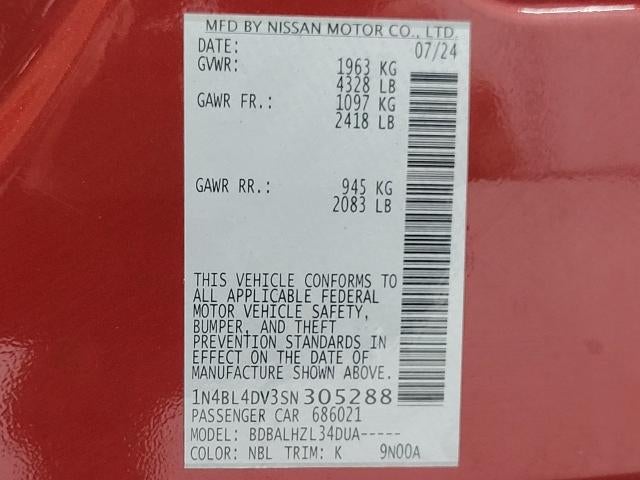 MFD BY NISSAN MOTOR CO., LTD.
DATE: 07/24
GVWR: 1963 KG
4328 LB
GAWR FR.: 1097 KG
2418 LB
GAWR RR.: 945 KG
2083 LB
THIS VEHICLE CONFORMS TO
ALL APPLICABLE FEDERAL
MOTOR VEHICLE SAFETY,
BUMPER, AND THEFT
PREVENTION STANDARDS IN
EFFECT ON THE DATE OF
MANUFACTURE SHOWN ABOVE.
1N4BL4DV3SN305288
PASSENGER CAR 686021
MODEL: BDBALHZL34DUA-----
COLOR: NBL TRIM: K 9N00A